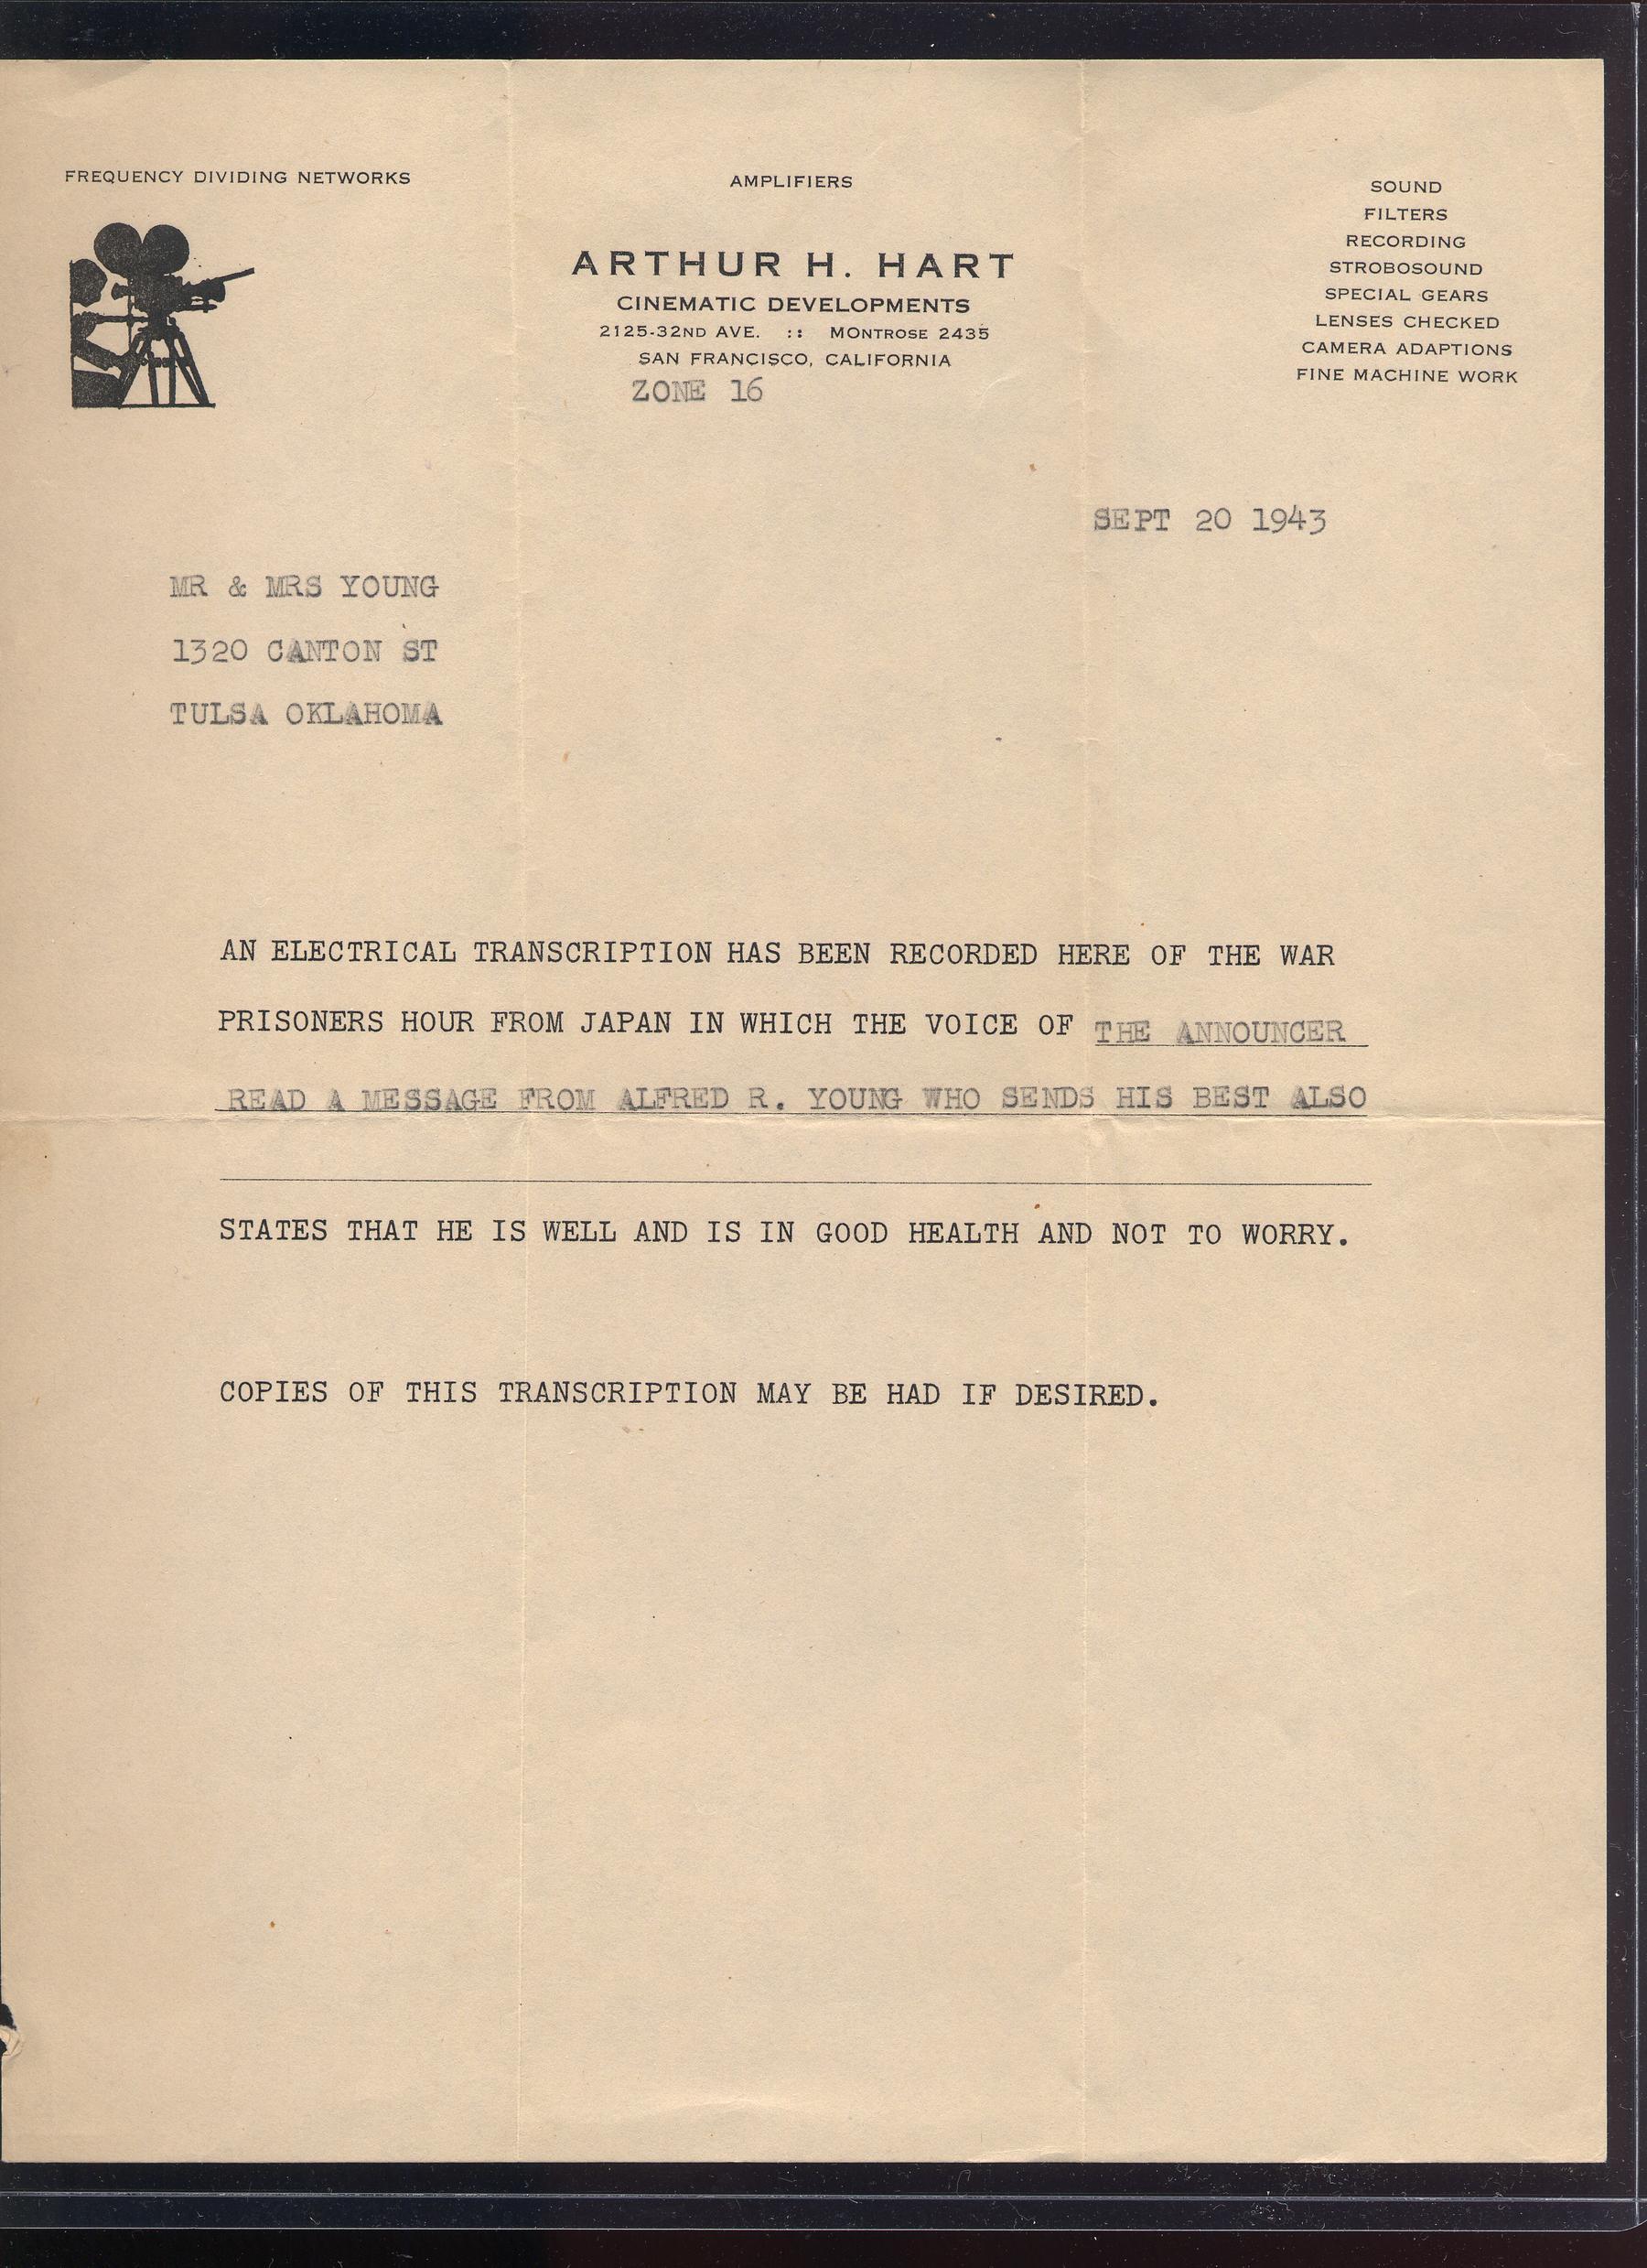 FREQUENCY DIVIDING NETWORKS
AMPLIFIERS
ARTHUR H. HART
CINEMATIC DEVELOPMENTS
2125-32ND AVE. :: MONTROSE 2435
SAN FRANCISCO, CALIFORNIA
ZONE 16
SOUND
FILTERS
RECORDING
STROBOSOUND
SPECIAL GEARS
LENSES CHECKED
CAMERA ADAPTIONS
FINE MACHINE WORK
SEPT 20 1943
MR & MRS YOUNG
1320 CANTON ST
TULSA OKLAHOMA
AN ELECTRICAL TRANSCRIPTION HAS BEEN RECORDED HERE OF THE WAR
PRISONERS HOUR FROM JAPAN IN WHICH THE VOICE OF THE ANNOUNCER
READ A MESSAGE FROM ALFRED R. YOUNG WHO SENDS HIS BEST ALSO
STATES THAT HE IS WELL AND IS IN GOOD HEALTH AND NOT TO WORRY.
COPIES OF THIS TRANSCRIPTION MAY BE HAD IF DESIRED.